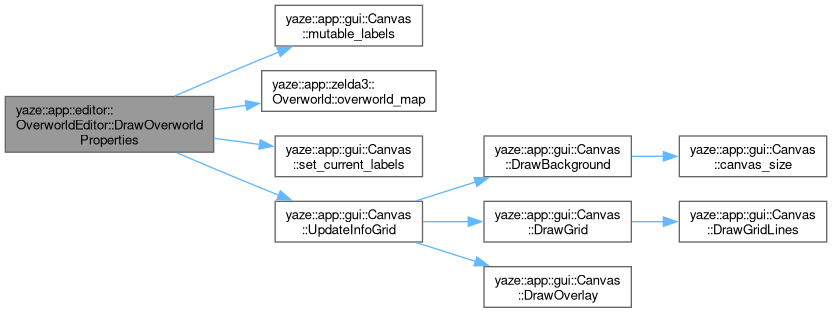 yaze::app::gui::Canvas
::mutable_labels
yaze::app::zelda3::
Overworld::overworld_map
yaze::app::editor::
OverworldEditor::DrawOverworld
Properties
yaze::app::gui::Canvas
::set_current_labels
yaze::app::gui::Canvas
::UpdateInfoGrid
yaze::app::gui::Canvas
::DrawBackground
yaze::app::gui::Canvas
::canvas_size
yaze::app::gui::Canvas
::DrawGrid
yaze::app::gui::Canvas
::DrawGridLines
yaze::app::gui::Canvas
::DrawOverlay